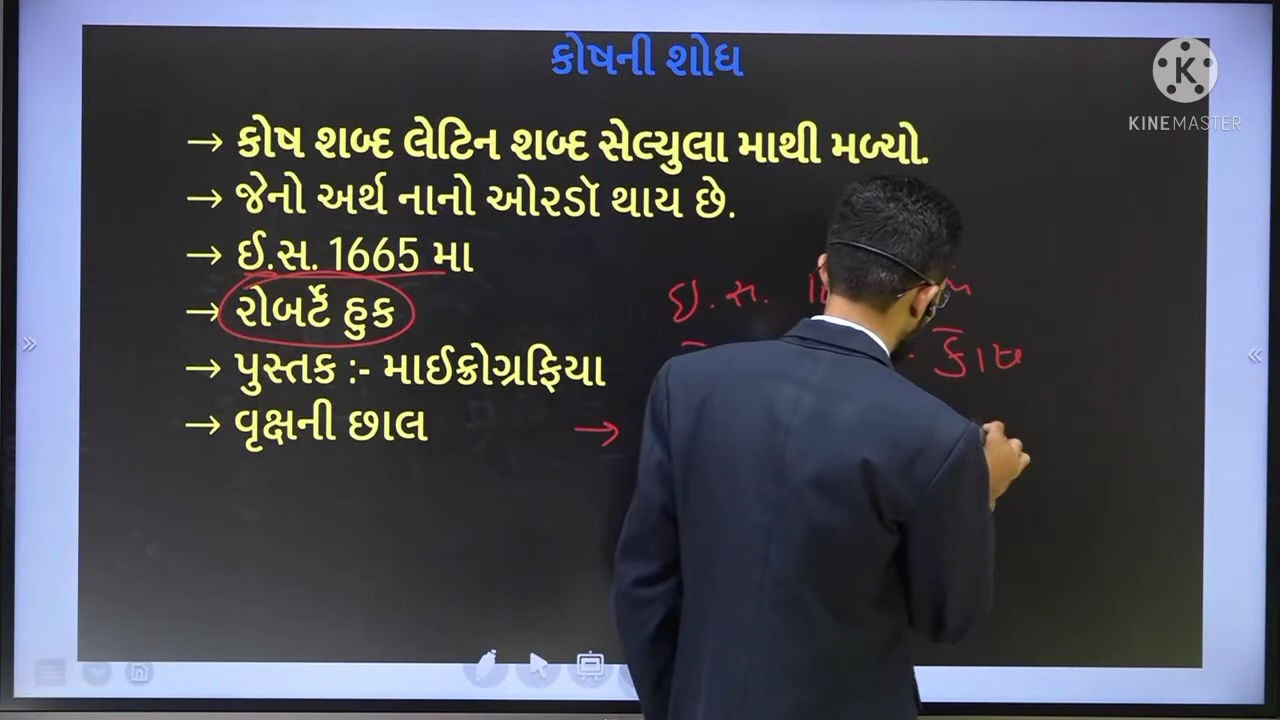 કોષની શોધ
K
KINEMASTER
→ કોષ શબ્દ લેટિન શબ્દ સેલ્યુલા માથી મળ્યો.
→ જેનો અર્થ નાનો ઓરડૉ થાય છે.
→ ઈ.સ. 1665 મા
→ રોબર્ટે હુક
→ પુસ્તક :- માઈક્રોગ્રફિયા
→ વૃક્ષની છાલ
ઇ.સ.
→